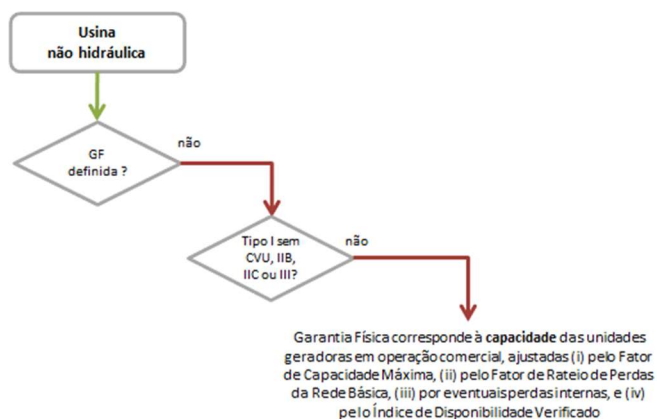 Usina
não hidráulica
GF
definida ?
não
Tipo I sem
CVU, IIB,
IIC ou III?
não
Garantia Física corresponde à capacidade das unidades
geradoras em operação comercial, ajustadas (i) pelo Fator
de Capacidade Máxima, (ii) pelo Fator de Rateio de Perdas
da Rede Básica, (iii) por eventuais perdas internas, e (iv)
pelo Índice de Disponibilidade Verificado